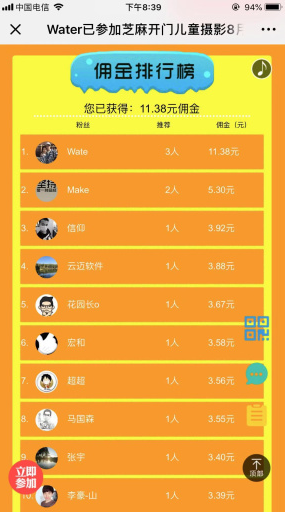 中国电信
下午8:39
94%
Water已参加芝麻开门儿童摄影8月
佣金排行榜
您已获得：11.38元佣金
粉丝 推荐 佣金（元）
1. Wate 3人 11.38元
2. Make 2人 5.30元
3. 信仰 1人 3.92元
4. 云迈软件 1人 3.88元
5. 花园长o 1人 3.67元
6. 宏和 1人 3.58元
7. 超超 1人 3.56元
8. 马国森 1人 3.55元
9. 张宇 1人 3.40元
10. 李豪-山 1人 3.39元
立即
参加
顶部